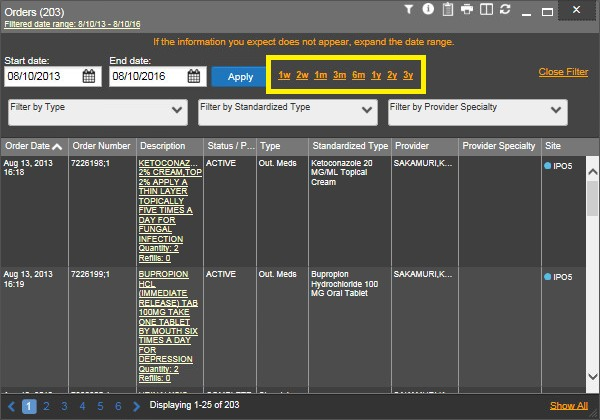 Orders (203)
Filtered date range: 8/10/13 - 8/10/16
If the information you expect does not appear, expand the date range.
Start date:
End date:
08/10/2013
08/10/2016
Apply
1w 2w 1m 3m 6m 1y 2y 3y
Close Filter
Filter by Type
Filter by Standardized Type
Filter by Provider Specialty
Order Date Order Number Description Status / P... Type Standardized Type Provider Provider Specialty Site
Aug 13, 2013
16:18
7226198;1
KETOCONAZ...
2% CREAM,TOP
2% APPLY A
THIN LAYER
TOPICALLY
FIVE TIMES A
DAY FOR
FUNGAL
INFECTION
Quantity: 2
Refills: 0
ACTIVE
Out. Meds
Ketoconazole 20
MG/ML Topical
Cream
SAKAMURI,K...
IPO5
Aug 13, 2013
16:19
7226199;1
BUPROPION
HCL
(IMMEDIATE
RELEASE) TAB
100MG TAKE
ONE TABLET
BY MOUTH SIX
TIMES A DAY
FOR
DEPRESSION
Quantity: 2
Refills: 0
ACTIVE
Out. Meds
Bupropion
Hydrochloride 100
MG Oral Tablet
SAKAMURI,K...
IPO5
1 2 3 4 5 6
Displaying 1-25 of 203
Show All